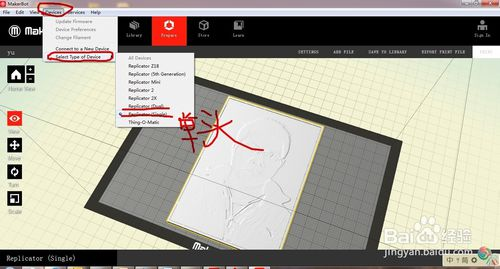 MakerBot
File Edit View Devices Services Help
Update Firmware
Device Preferences
Change Filament
Connect to a New Device
Select Type of Device
All Devices
Replicator Z18
Replicator (5th Generation)
Replicator Mini
Replicator 2
Replicator 2X
Replicator (Dual)
Replicator (Single)
Thing-O-Matic
单头
Library
Prepare
Store
Learn
Sign In
yu
SETTINGS
ADD FILE
SAVE TO LIBRARY
EXPORT PRINT FILE
Home View
View
Move
Turn
Scale
Replicator (Single)
Baidu 经验
jingyan.baidu.com
中
简